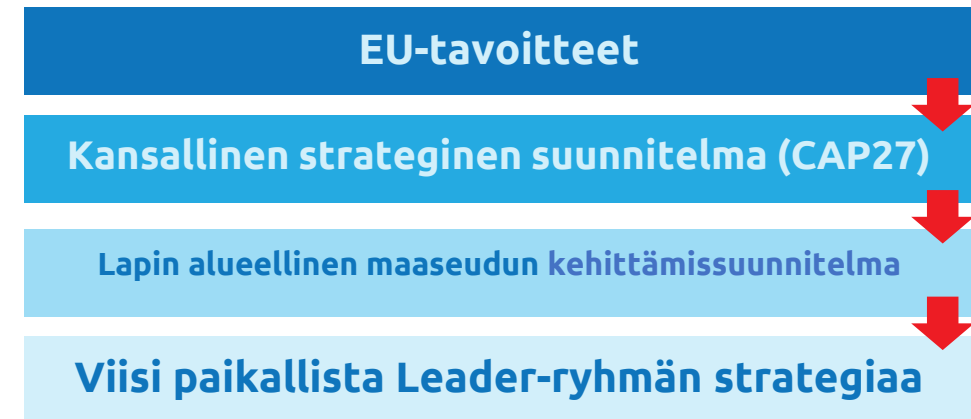 EU-tavoitteet
Kansallinen strateginen suunnitelma (CAP27)
Lapin alueellinen maaseudun kehittämissuunnitelma
Viisi paikallista Leader-ryhmän strategiaa